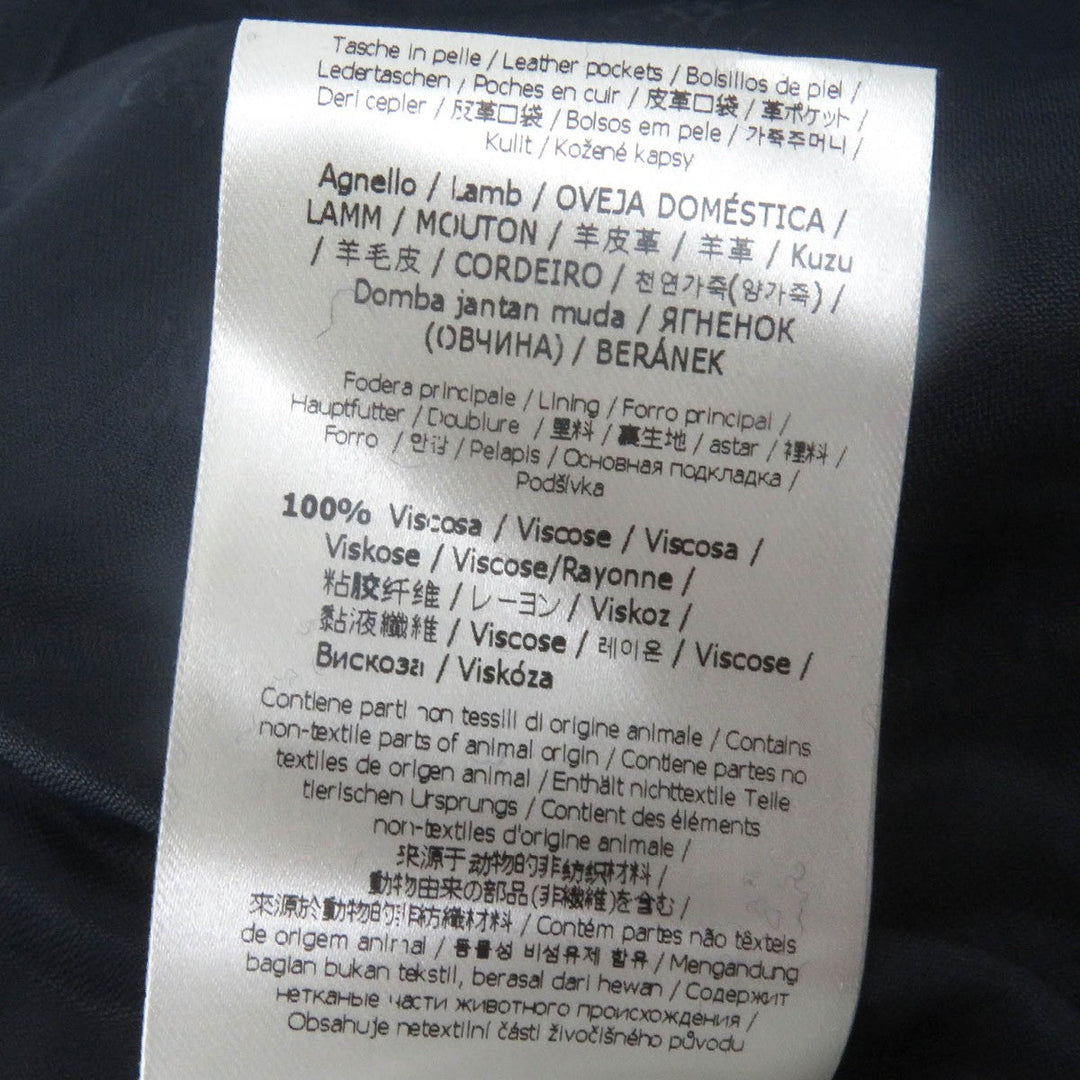 Tasche in pelle / Leather pockets / Bolsillos de piel /
Ledertaschen / Poches en cuir / 皮革口袋 / 革ポケット /
Deri cepler / 皮革口袋 / Bolsos em pele / 가죽주머니 /
Kulit / Kožené kapsy
Agnello / Lamb / OVEJA DOMÉSTICA /
LAMM / MOUTON / 羊皮革 / 羊革 / Kuzu
/ 羊毛皮 / CORDEIRO / 천연가죽(양가죽) /
Domba jantan muda / ЯГНЕНОК
(ОВЧИНА) / BERÁNEK
Fodera principale / Lining / Forro principal /
Hauptfutter / Doublure / 里料 / 裏生地 / astar / 裡料 /
Forro / 안감 / Pelapis / Основная подкладка /
Podšívka
100% Viscosa / Viscose / Viscosa /
Viskose / Viscose/Rayonne /
粘胶纤维 / レーヨン / Viskoz /
黏液纖維 / Viscose / 레이온 / Viscose /
Вискоза / Viskóza
Contiene parti non tessili di origine animale / Contains
non-textile parts of animal origin / Contiene partes no
textiles de origen animal / Enthält nichttextile Teile
tierischen Ursprungs / Contient des éléments
non-textiles d'origine animale /
来源于动物的非纺织材料 /
動物由来の部品(非繊維)を含む /
來源於動物的非紡織材料 / Contém partes não têxteis
de origem animal / 동물성 비섬유제 함유 / Mengandung
bagian bukan tekstil, berasal dari hewan / Содержит
нетканые части животного происхождения /
Obsahuje netextilní části živočišného původu